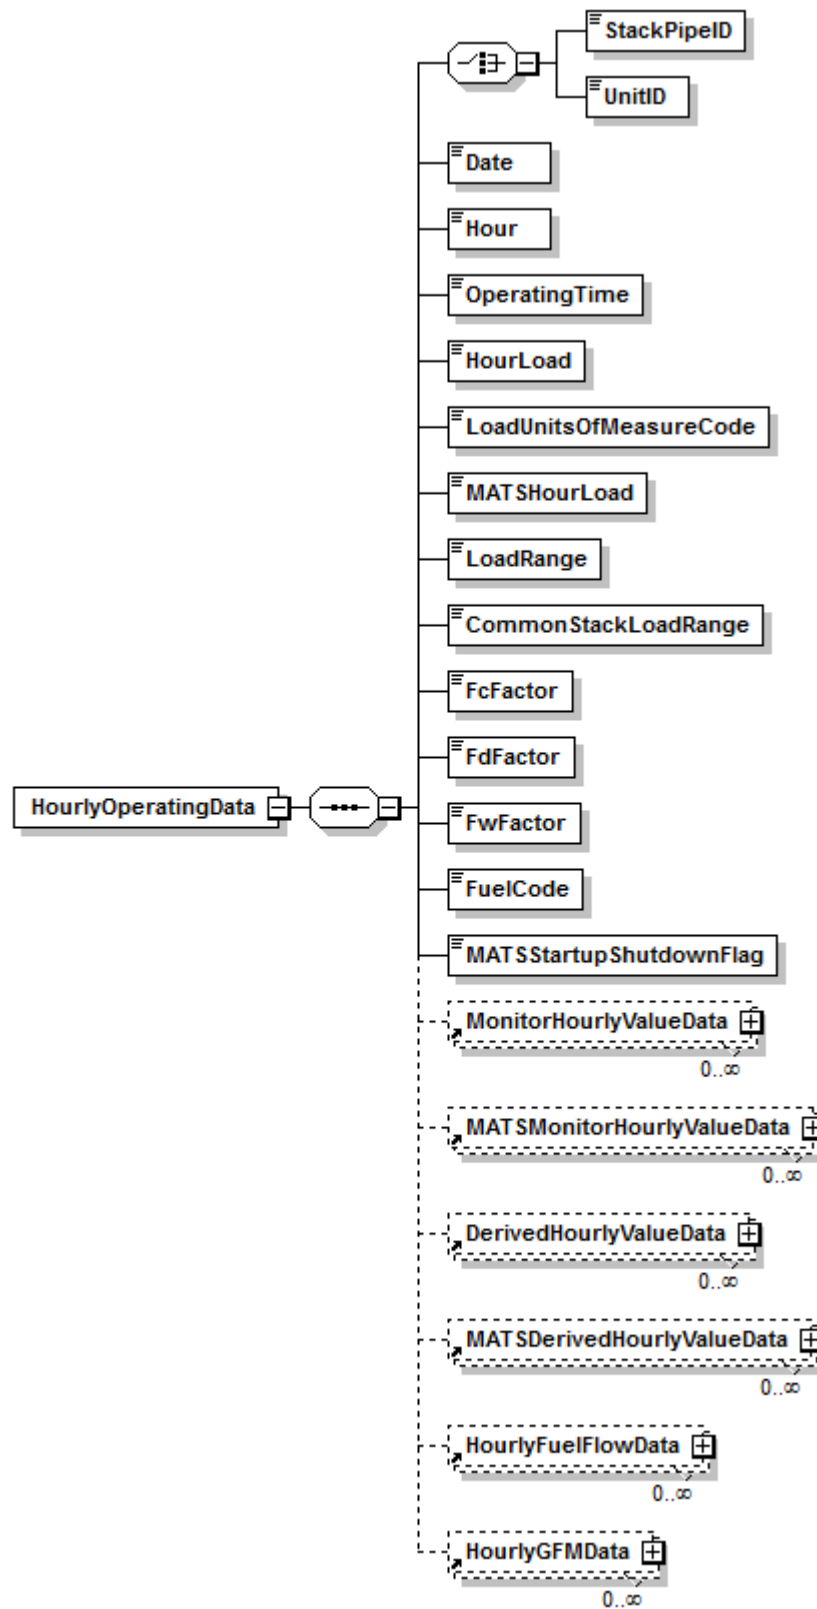 StackPipeID
UnitID
Date
Hour
OperatingTime
HourLoad
LoadUnitsOfMeasureCode
MATSHourLoad
LoadRange
CommonStackLoadRange
FcFactor
FdFactor
HourlyOperatingData
FwFactor
FuelCode
MATSStartupShutdownFlag
MonitorHourlyValueData
0..∞
MATSMonitorHourlyValueData
0..∞
DerivedHourlyValueData
0..∞
MATSDerivedHourlyValueData
0..∞
HourlyFuelFlowData
0..∞
HourlyGFMData
0..∞